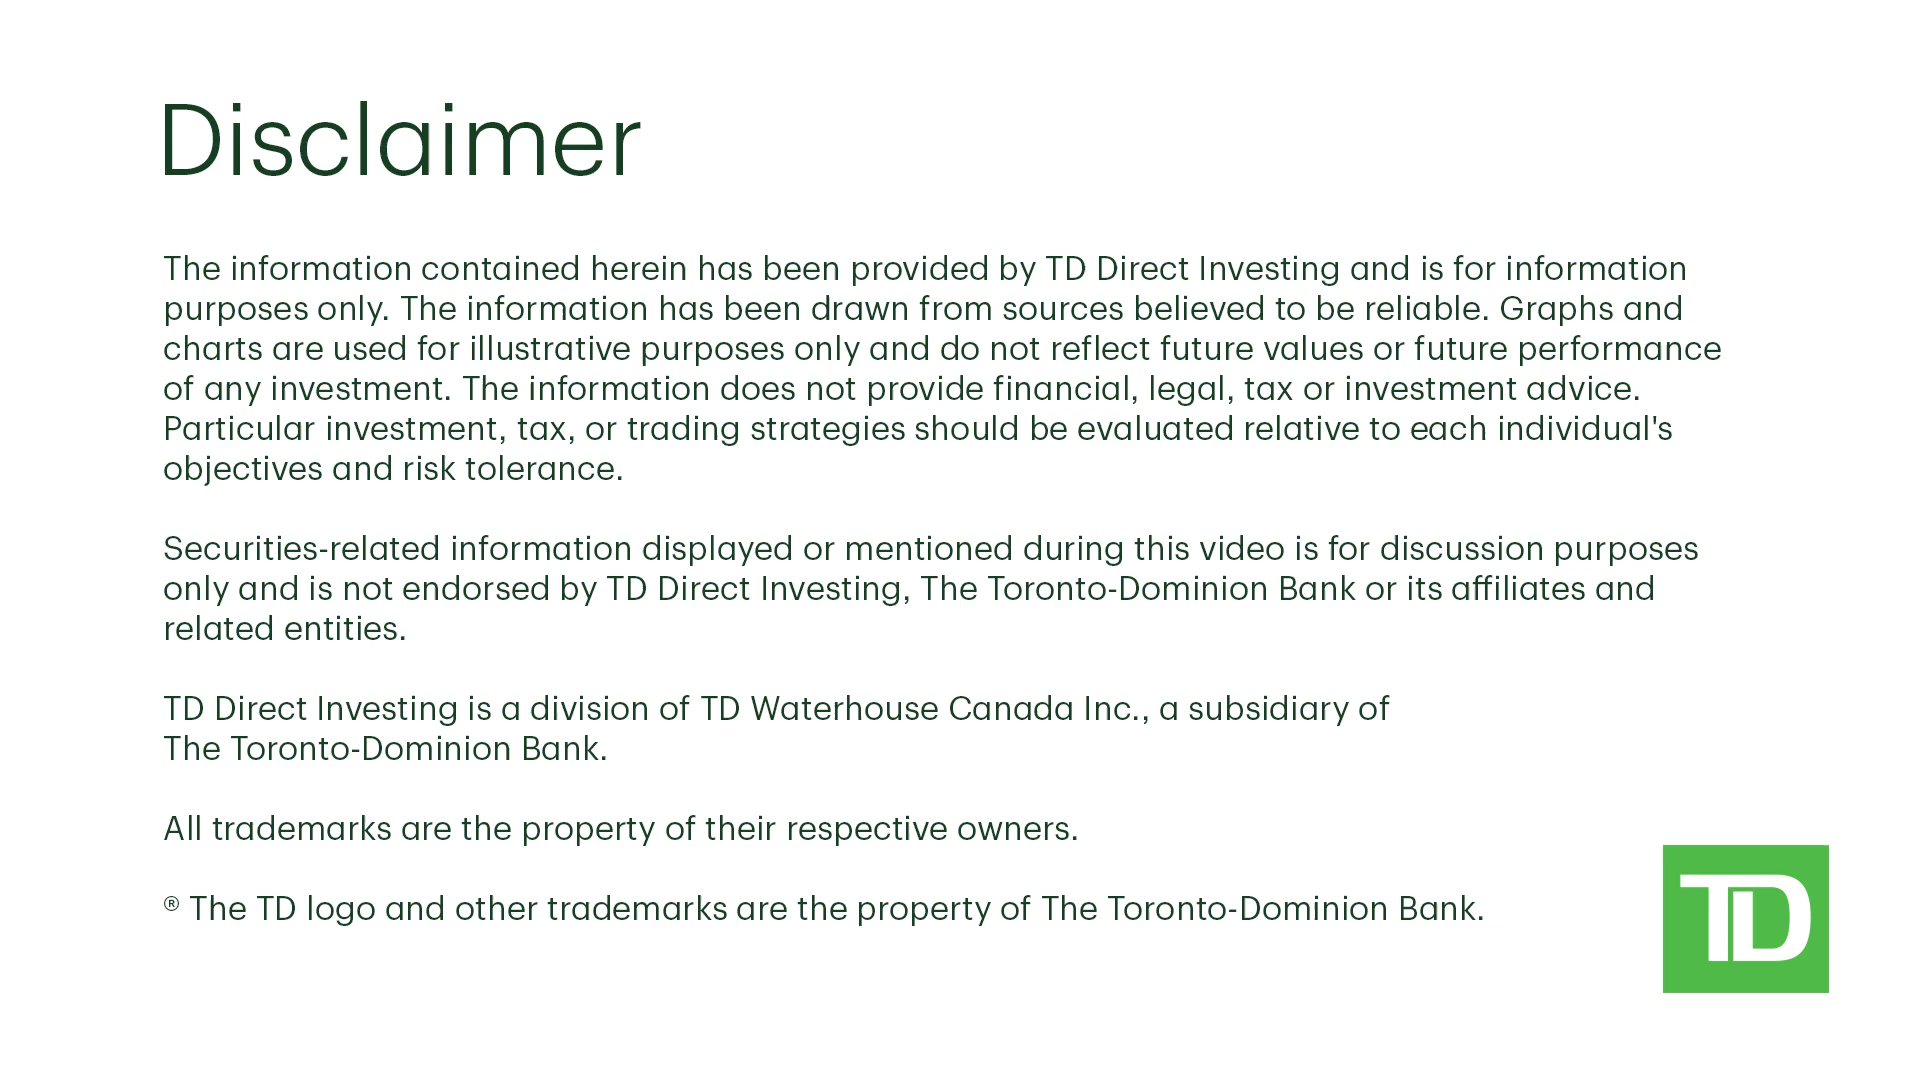 Disclaimer
The information contained herein has been provided by TD Direct Investing and is for information
purposes only. The information has been drawn from sources believed to be reliable. Graphs and
charts are used for illustrative purposes only and do not reflect future values or future performance
of any investment. The information does not provide financial, legal, tax or investment advice.
Particular investment, tax, or trading strategies should be evaluated relative to each individual's
objectives and risk tolerance.
Securities-related information displayed or mentioned during this video is for discussion purposes
only and is not endorsed by TD Direct Investing, The Toronto-Dominion Bank or its affiliates and
related entities.
TD Direct Investing is a division of TD Waterhouse Canada Inc., a subsidiary of
The Toronto-Dominion Bank.
All trademarks are the property of their respective owners.
® The TD logo and other trademarks are the property of The Toronto-Dominion Bank.
TD